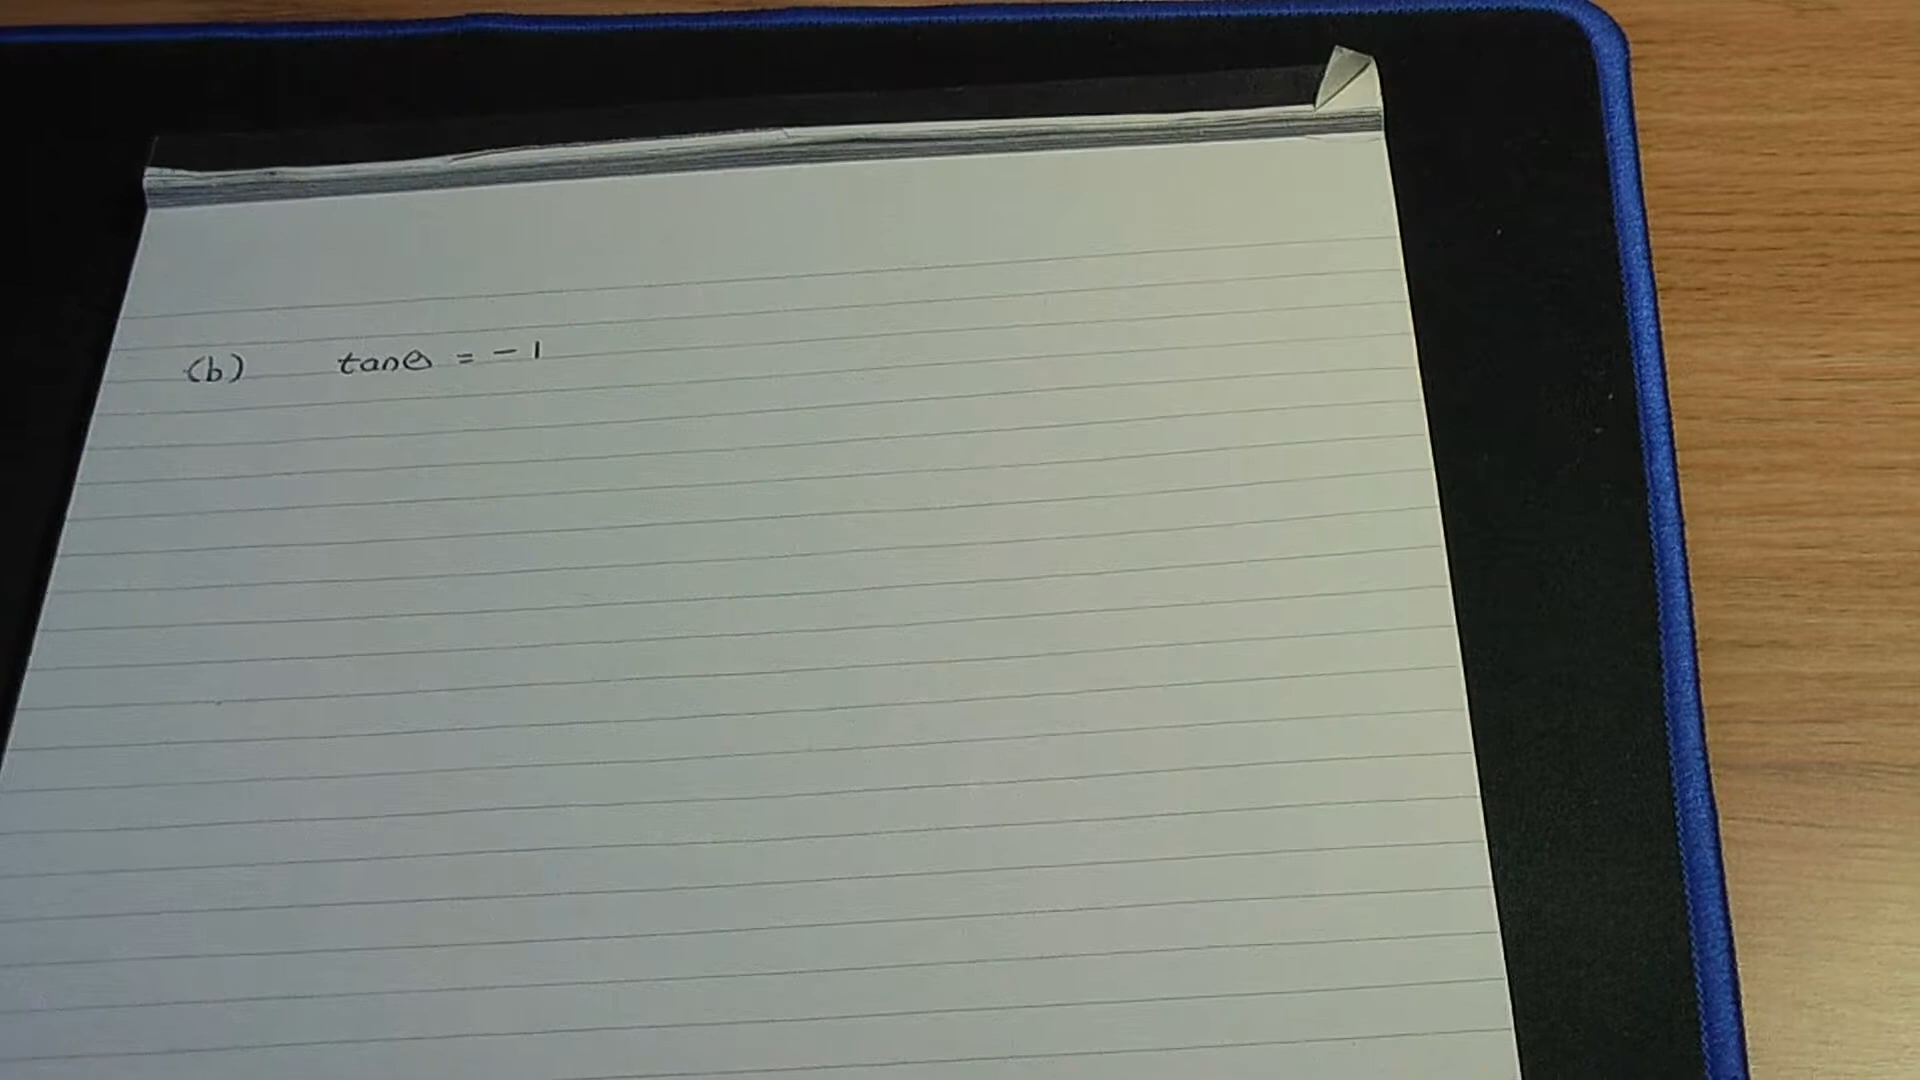 (b) tanθ = - 1